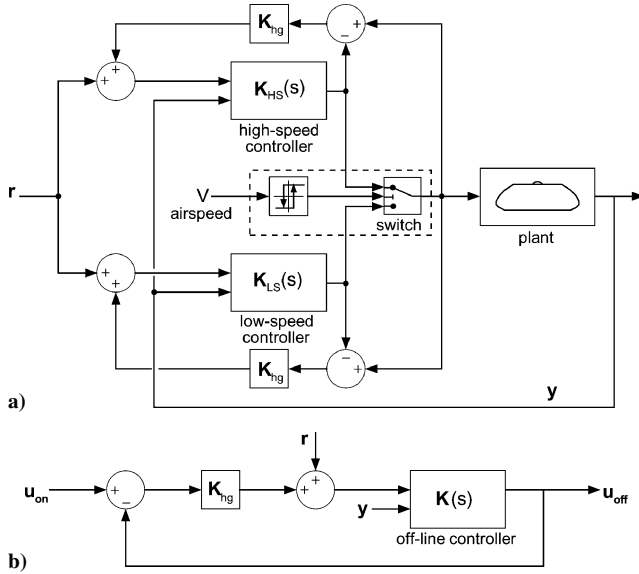 K_hg
+
−
+
+
K_HS(s)
high-speed
controller
r
V
airspeed
switch
plant
+
+
K_LS(s)
low-speed
controller
−
+
K_hg
y
a)
r
u_on
+
−
K_hg
+
+
y
K(s)
u_off
off-line controller
b)